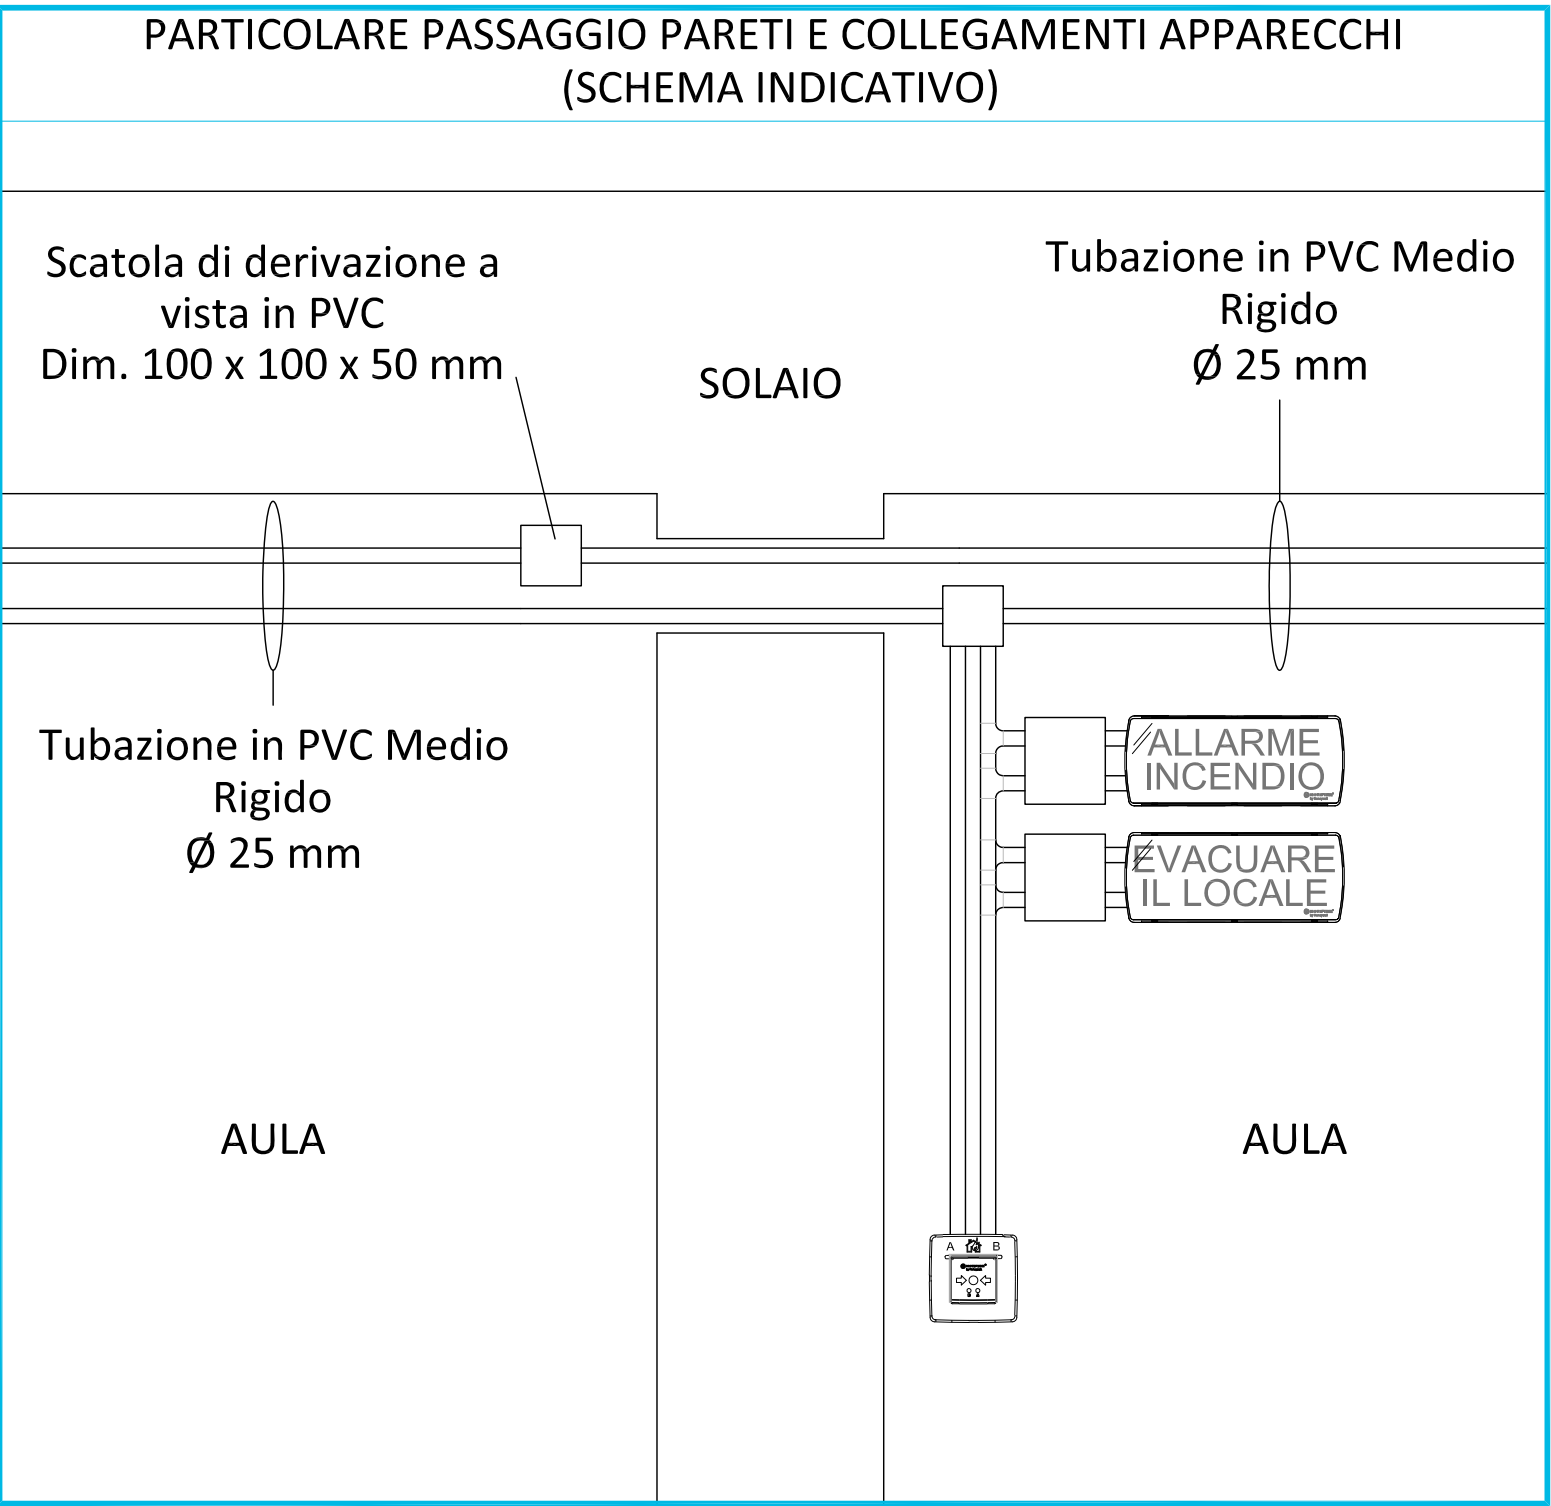 PARTICOLARE PASSAGGIO PARETI E COLLEGAMENTI APPARECCHI
(SCHEMA INDICATIVO)
Scatola di derivazione a
vista in PVC
Dim. 100 x 100 x 50 mm
SOLAIO
Tubazione in PVC Medio
Rigido
Ø 25 mm
Tubazione in PVC Medio
Rigido
Ø 25 mm
ALLARME
INCENDIO
EVACUARE
IL LOCALE
AULA
AULA
A B